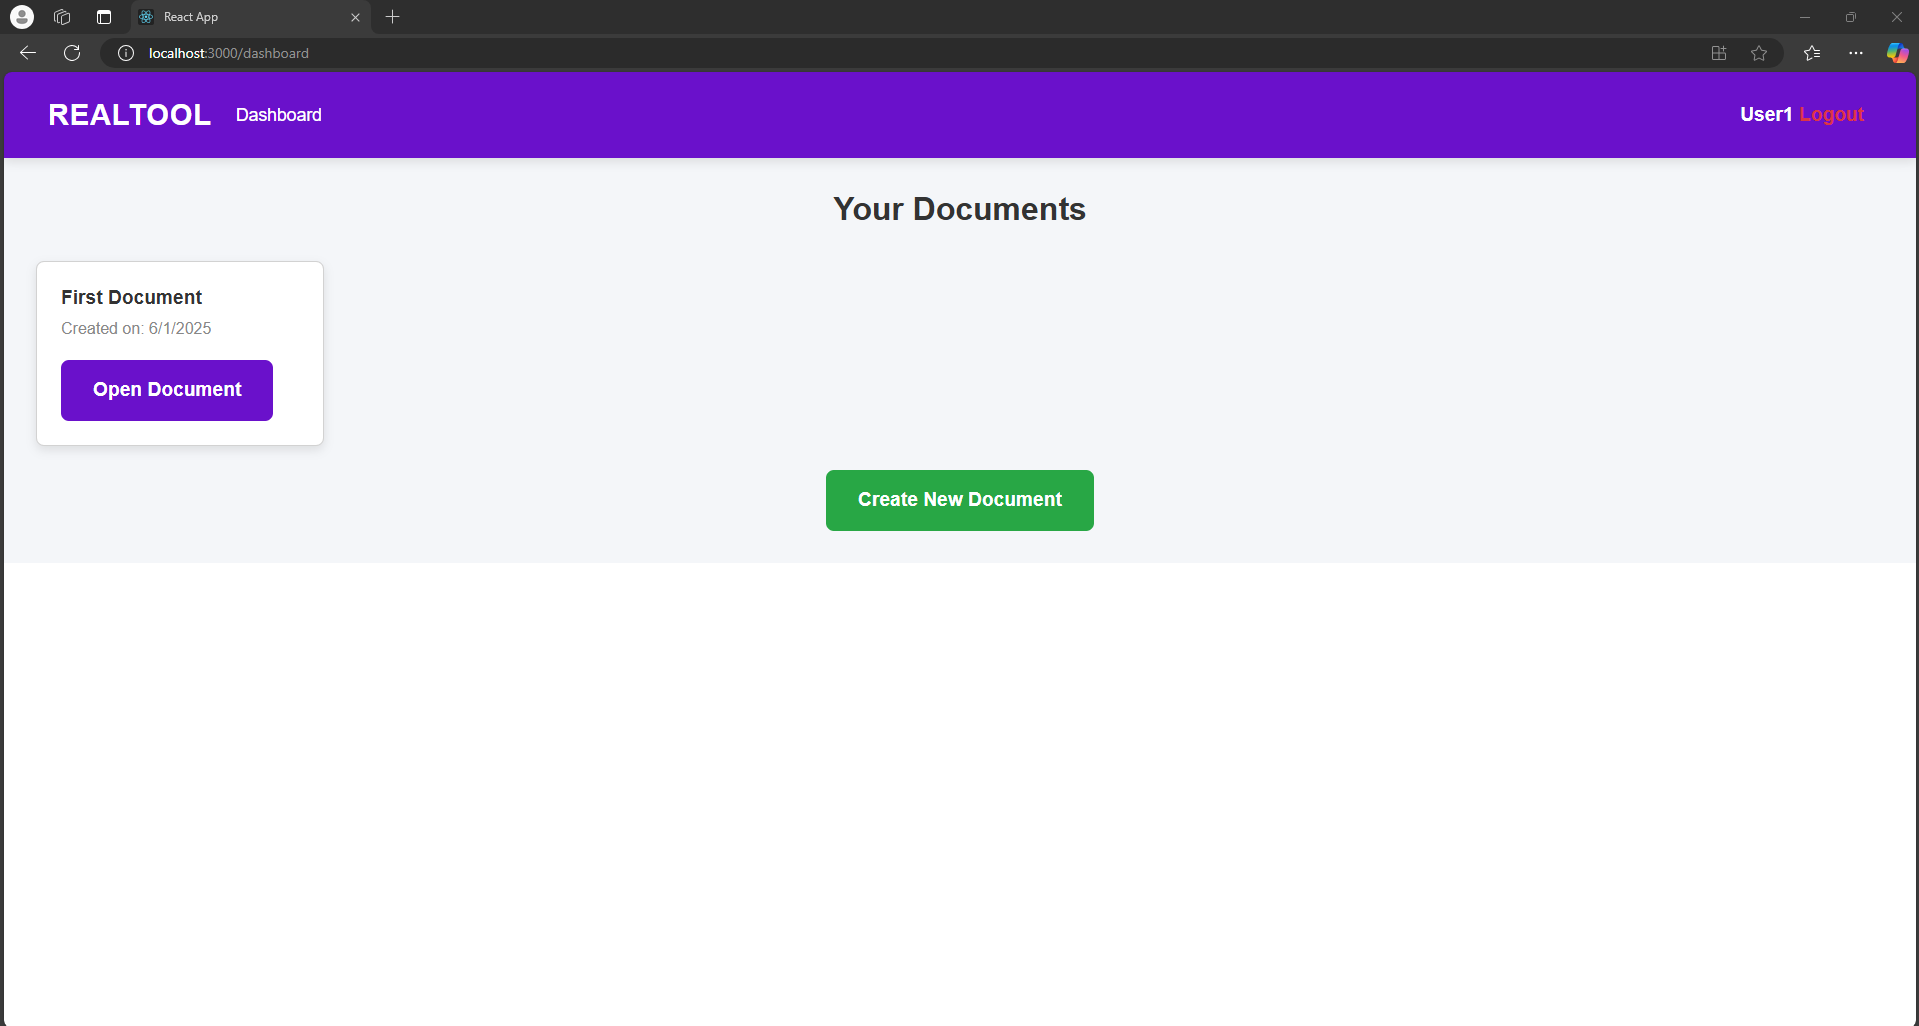 React App
localhost:3000/dashboard
REALTOOL Dashboard User1 Logout
Your Documents
First Document
Created on: 6/1/2025
Open Document
Create New Document